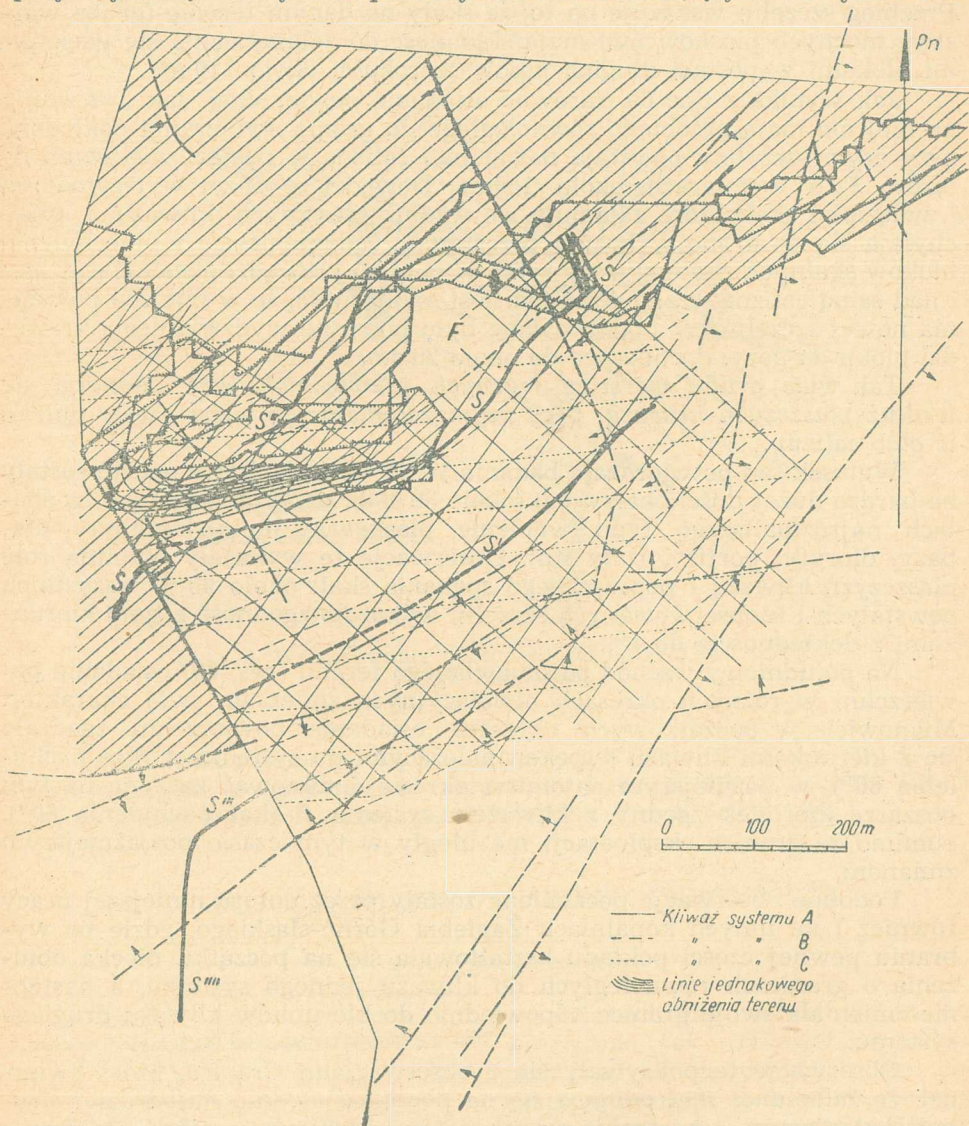 pn
S'
F
S
S"
S'
S
S
S'''
S''''
0 100 200m
Kliważ systemu A
" " B
" " C
Linie jednakowego
obniżenia terenu